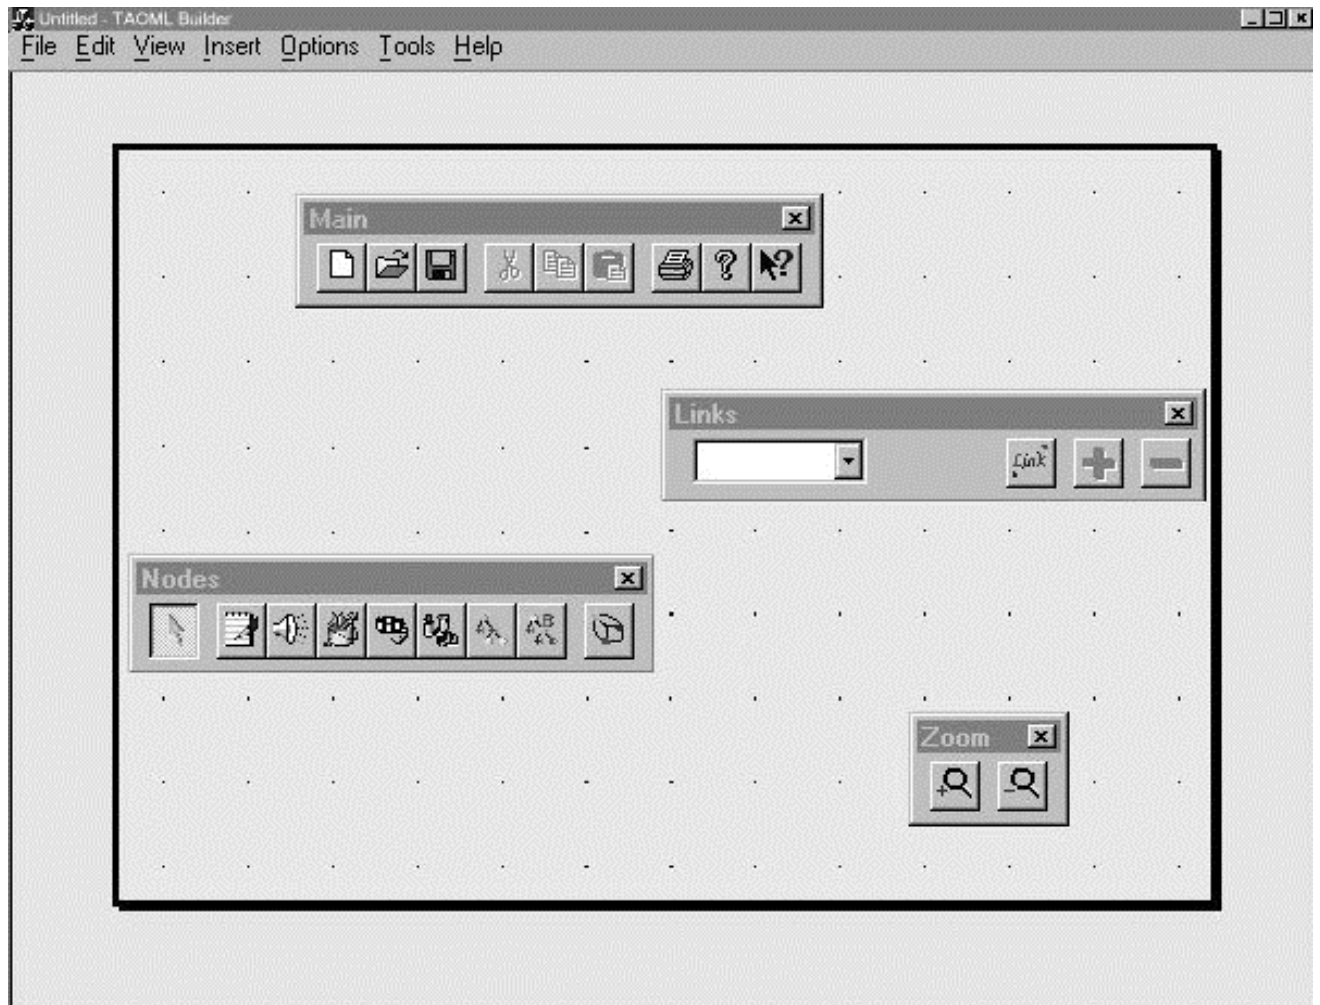 Untitled - TAOML Builder
File Edit View Insert Options Tools Help
Main
Links
Link
Nodes
B
Zoom